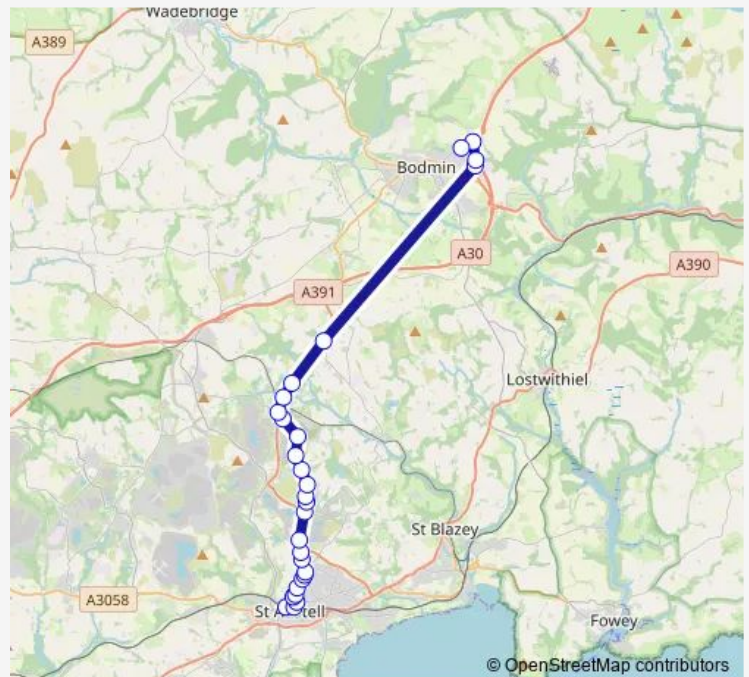 Wadebridge
A389
Bodmin
A30
A390
A391
Lostwithiel
St Blazey
A3058
Fowey
© OpenStreetMap contributors